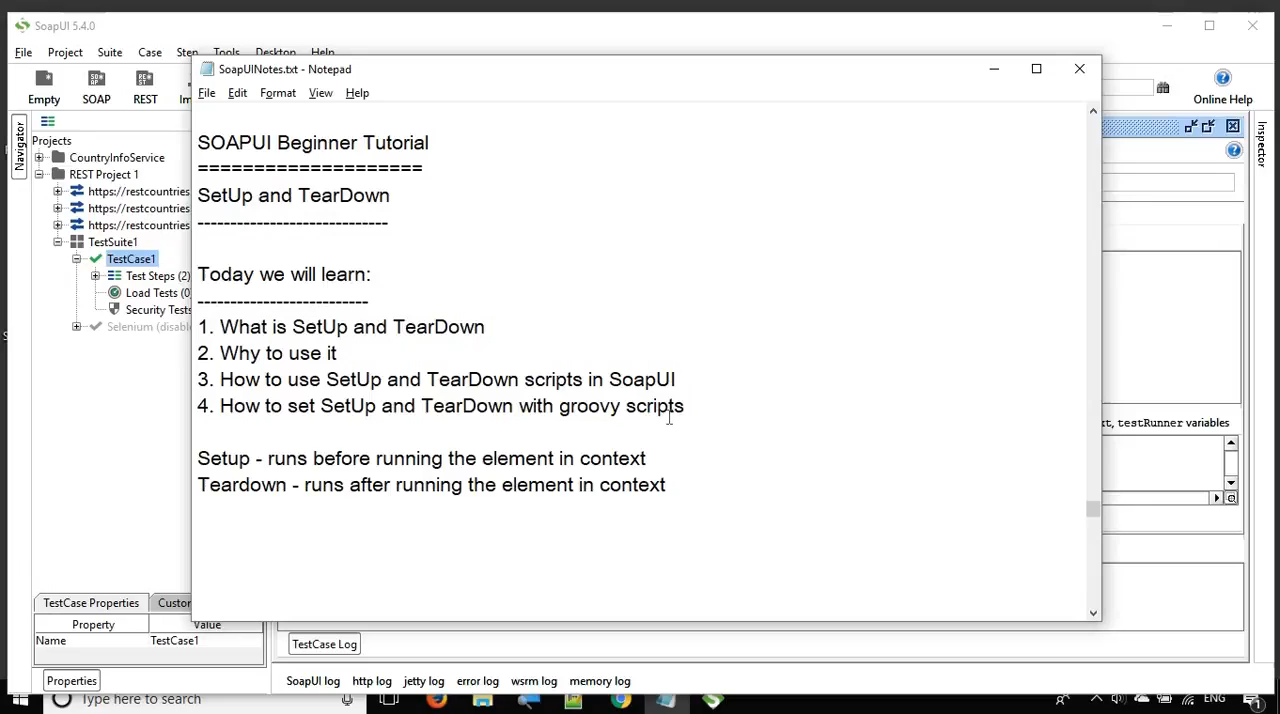 SoapUI 5.4.0
File Project Suite Case Step Tools Desktop Help
Empty SOAP REST
Online Help
Navigator
Inspector
Projects
CountryInfoService
REST Project 1
https://restcountries
https://restcountries
https://restcountries
TestSuite1
TestCase1
Test Steps (2)
Load Tests (0
Security Tests
Selenium (disable
SoapUINotes.txt - Notepad
File Edit Format View Help
SOAPUI Beginner Tutorial
====================
SetUp and TearDown
----------------------------
Today we will learn:
-------------------------
1. What is SetUp and TearDown
2. Why to use it
3. How to use SetUp and TearDown scripts in SoapUI
4. How to set SetUp and TearDown with groovy scripts
Setup - runs before running the element in context
Teardown - runs after running the element in context
testRunner variables
TestCase Properties Custo
Property Value
Name TestCase1
Properties
TestCase Log
SoapUI log http log jetty log error log wsrm log memory log
Type here to search
ENG
1